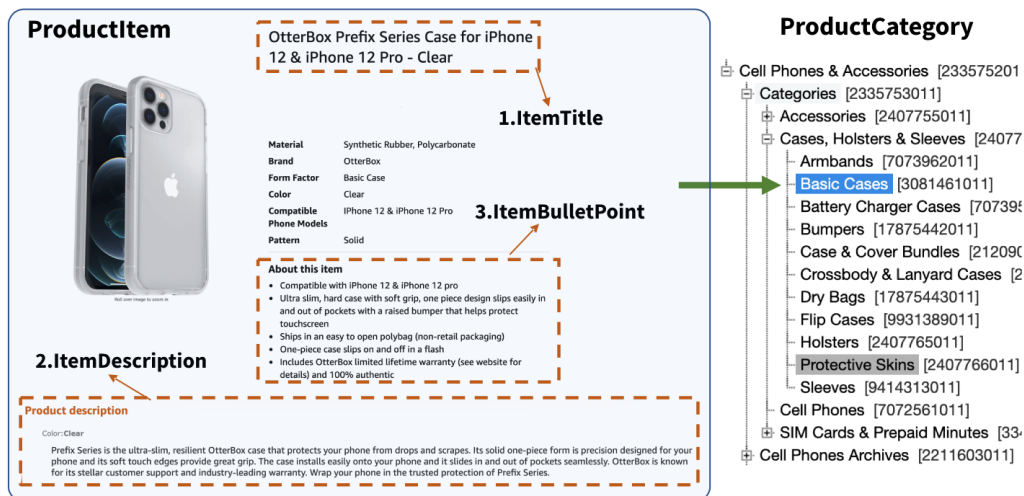 ProductItem
OtterBox Prefix Series Case for iPhone
12 & iPhone 12 Pro - Clear
1.ItemTitle
Material Synthetic Rubber, Polycarbonate
Brand OtterBox
Form Factor Basic Case
Color Clear
Compatible IPhone 12 & iPhone 12 Pro
Phone Models
Pattern Solid
3.ItemBulletPoint
Roll over image to zoom in
About this item
• Compatible with iPhone 12 & iPhone 12 pro
• Ultra slim, hard case with soft grip, one piece design slips easily in
and out of pockets with a raised bumper that helps protect
touchscreen
• Ships in an easy to open polybag (non-retail packaging)
• One-piece case slips on and off in a flash
• Includes OtterBox limited lifetime warranty (see website for
details) and 100% authentic
2.ItemDescription
Product description
Color:Clear
Prefix Series is the ultra-slim, resilient OtterBox case that protects your phone from drops and scrapes. Its solid one-piece form is precision designed for your
phone and its soft touch edges provide great grip. The case installs easily onto your phone and it slides in and out of pockets seamlessly. OtterBox is known
for its stellar customer support and industry-leading warranty. Wrap your phone in the trusted protection of Prefix Series.
ProductCategory
Cell Phones & Accessories [233575201
Categories [2335753011]
Accessories [2407755011]
Cases, Holsters & Sleeves [24077
Armbands [7073962011]
Basic Cases [3081461011]
Battery Charger Cases [707395
Bumpers [17875442011]
Case & Cover Bundles [212090
Crossbody & Lanyard Cases [2
Dry Bags [17875443011]
Flip Cases [9931389011]
Holsters [2407765011]
Protective Skins [2407766011]
Sleeves [9414313011]
Cell Phones [7072561011]
SIM Cards & Prepaid Minutes [334
Cell Phones Archives [2211603011]